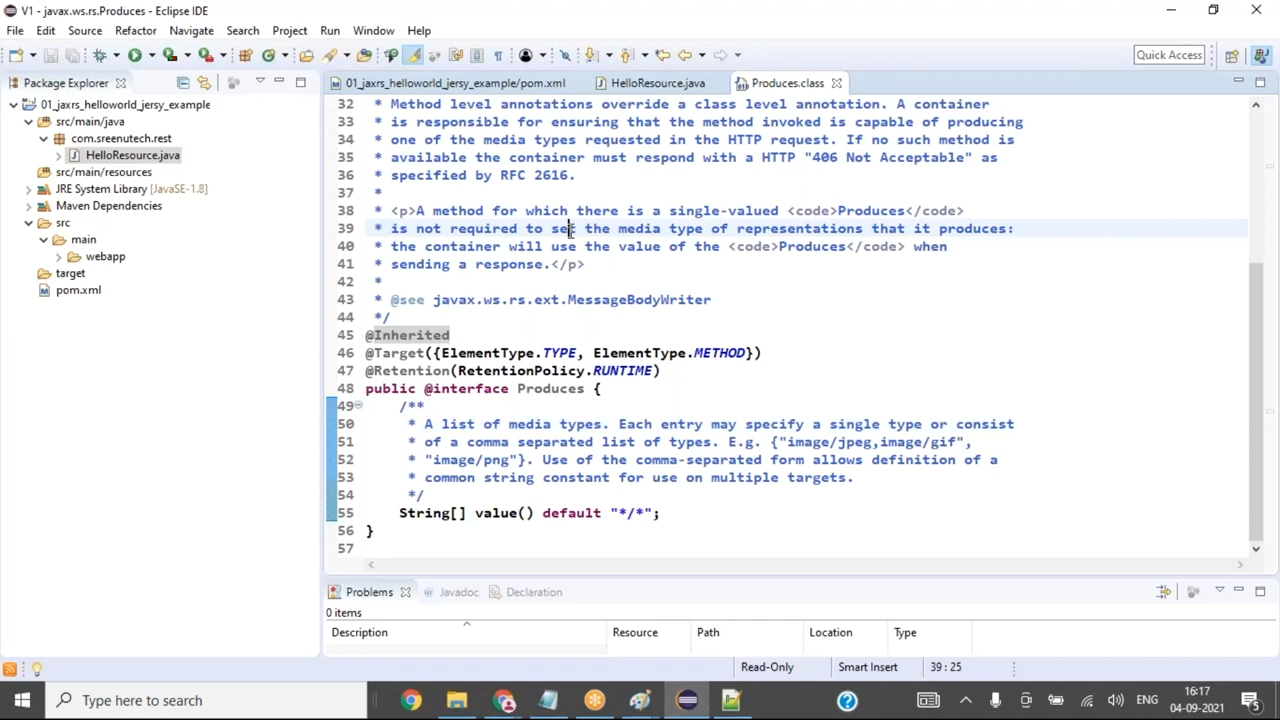 V1 - javax.ws.rs.Produces - Eclipse IDE
File Edit Source Refactor Navigate Search Project Run Window Help
Quick Access
Package Explorer
01_jaxrs_helloworld_jersy_example/pom.xml HelloResource.java Produces.class
01_jaxrs_helloworld_jersy_example
src/main/java
com.sreenutech.rest
HelloResource.java
src/main/resources
JRE System Library [JavaSE-1.8]
Maven Dependencies
src
main
webapp
target
pom.xml
32 * Method level annotations override a class level annotation. A container
33 * is responsible for ensuring that the method invoked is capable of producing
34 * one of the media types requested in the HTTP request. If no such method is
35 * available the container must respond with a HTTP "406 Not Acceptable" as
36 * specified by RFC 2616.
37 *
38 * <p>A method for which there is a single-valued <code>Produces</code>
39 * is not required to set the media type of representations that it produces:
40 * the container will use the value of the <code>Produces</code> when
41 * sending a response.</p>
42 *
43 * @see javax.ws.rs.ext.MessageBodyWriter
44 */
45 @Inherited
46 @Target({ElementType.TYPE, ElementType.METHOD})
47 @Retention(RetentionPolicy.RUNTIME)
48 public @interface Produces {
49 /**
50 * A list of media types. Each entry may specify a single type or consist
51 * of a comma separated list of types. E.g. {"image/jpeg,image/gif",
52 * "image/png"}. Use of the comma-separated form allows definition of a
53 * common string constant for use on multiple targets.
54 */
55 String[] value() default "*/*";
56 }
57
Problems @ Javadoc Declaration
0 items
Description Resource Path Location Type
Read-Only Smart Insert 39 : 25
Type here to search
ENG
16:17
04-09-2021
5